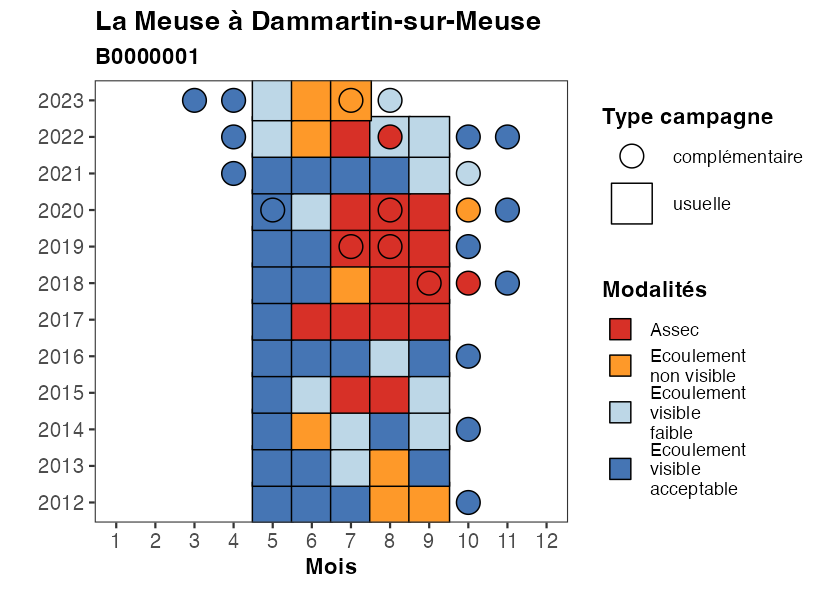 La Meuse à Dammartin-sur-Meuse
B0000001
2023
2022
2021
2020
2019
2018
2017
2016
2015
2014
2013
2012
1 2 3 4 5 6 7 8 9 10 11 12
Mois
Type campagne
complémentaire
usuelle
Modalités
Assec
Ecoulement
non visible
Ecoulement
visible
faible
Ecoulement
visible
acceptable